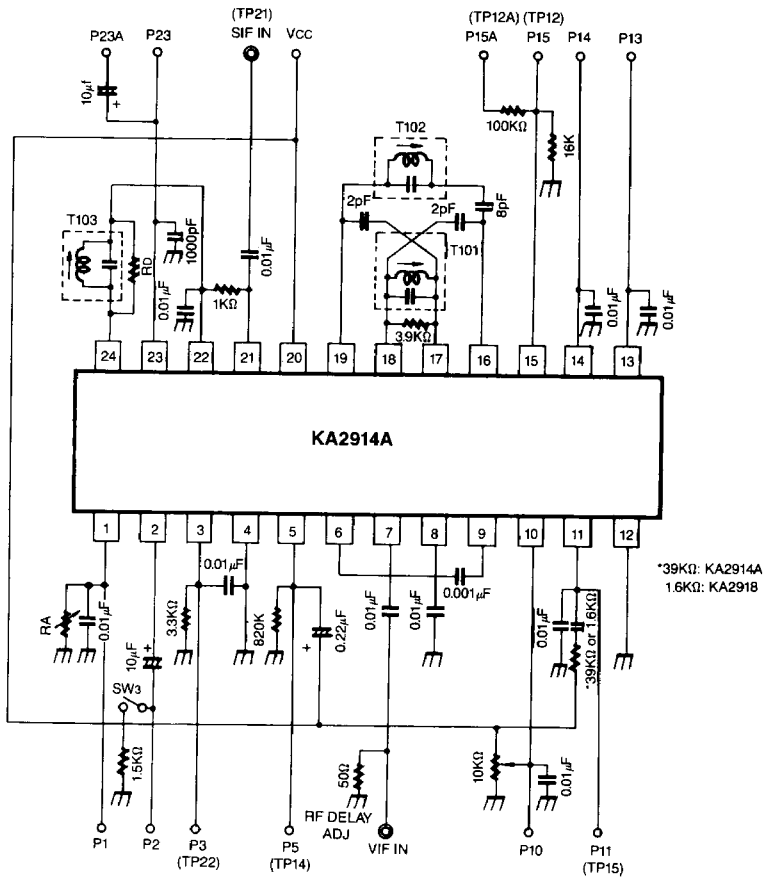 (TP21)
SIF IN
P23A
P23
VCC
(TP12A) (TP12)
P15A
P15
P14
P13
10μf
+
100KΩ
16K
T102
2pF
2pF
8pF
T103
1000pF
RD
0.01μF
0.01μF
1KΩ
T101
3.9KΩ
0.01μF
0.01μF
24
23
22
21
20
19
18
17
16
15
14
13
KA2914A
1
2
3
4
5
6
7
8
9
10
11
12
*39KΩ: KA2914A
1.6KΩ: KA2918
RA
0.01μF
10μF
+
3.3KΩ
0.01μF
820K
+
0.22μF
0.01μF
0.01μF
0.001μF
0.01μF
*39KΩ or 1.6KΩ
SW3
1.5KΩ
50Ω
10KΩ
0.01μF
RF DELAY
ADJ
P1
P2
P3
(TP22)
P5
(TP14)
VIF IN
P10
P11
(TP15)